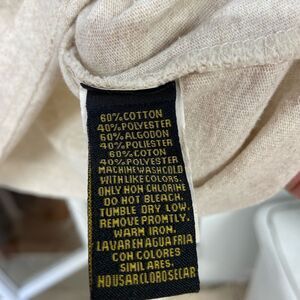 60%COTTON
40%POLYESTER
60%ALGODON
40%POLIESTER
60%COTON
40%POLYESTER
MACHINE WASH COLD
WITH LIKE COLORS.
ONLY NON CHLORINE
DO NOT BLEACH.
TUMBLE DRY LOW.
REMOVE PROMTLY.
WARM IRON.
LAVAR EN AGUA FRIA
CON COLORES
SIMILARES.
NO USAR CLORO SECAR